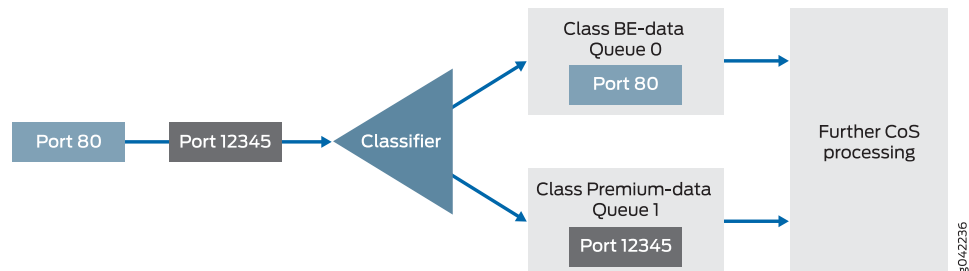 Port 80
Port 12345
Classifier
Class BE-data
Queue 0
Port 80
Class Premium-data
Queue 1
Port 12345
Further CoS
processing
g042236